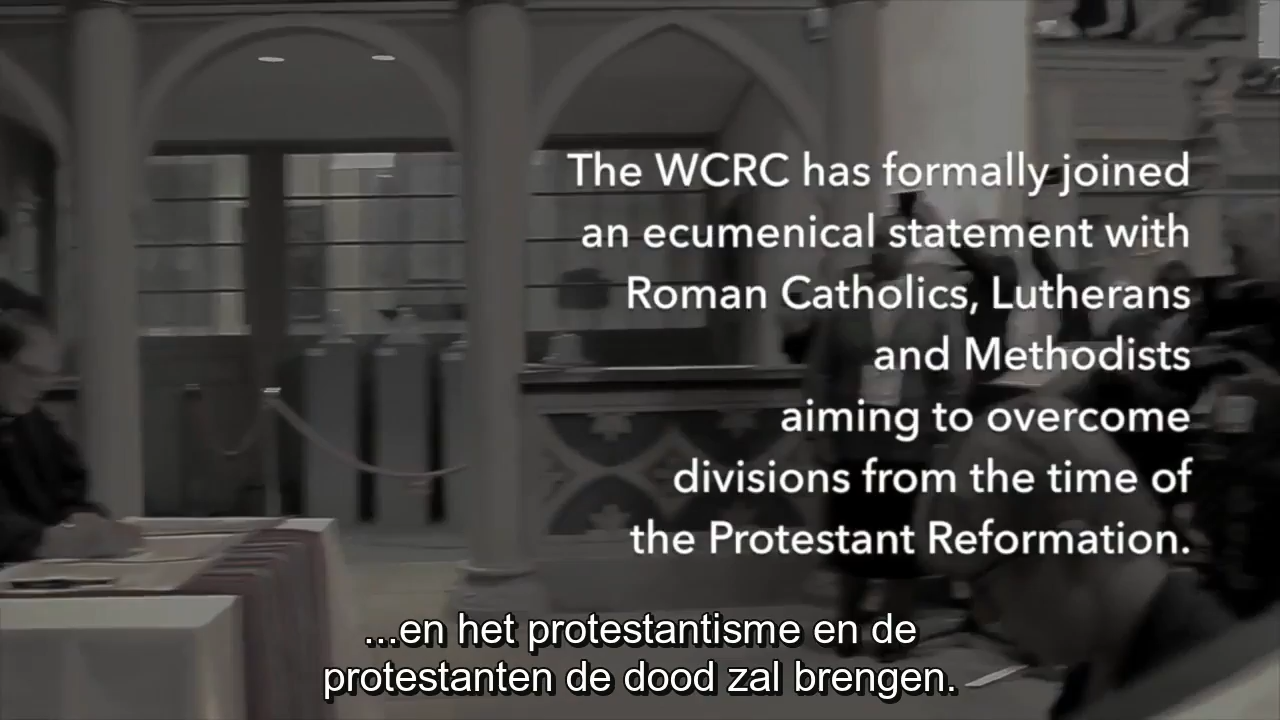 The WCRC has formally joined
an ecumenical statement with
Roman Catholics, Lutherans
and Methodists
aiming to overcome
divisions from the time of
the Protestant Reformation.
...en het protestantisme en de
protestanten de dood zal brengen.